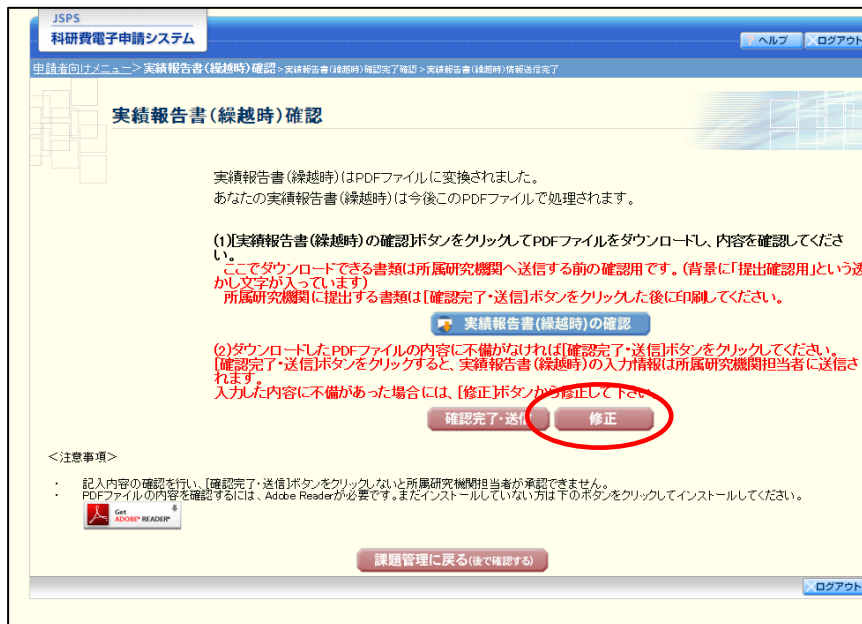 JSPS
科研費電子申請システム
ヘルプ
ログアウト
申請者向けメニュー>実績報告書(繰越時)確認>実績報告書(繰越時)確認完了確認>実績報告書(繰越時)情報送信完了
実績報告書(繰越時)確認
実績報告書(繰越時)はPDFファイルに変換されました。
あなたの実績報告書(繰越時)は今後このPDFファイルで処理されます。
(1)[実績報告書(繰越時)の確認]ボタンをクリックしてPDFファイルをダウンロードし、内容を確認してくださ
い。
ここでダウンロードできる書類は所属研究機関へ送信する前の確認用です。(背景に「提出確認用」という透
かし文字が入っています)
所属研究機関に提出する書類は[確認完了・送信]ボタンをクリックした後に印刷してください。
実績報告書(繰越時)の確認
(2)ダウンロードしたPDFファイルの内容に不備がなければ[確認完了・送信]ボタンをクリックしてください。
[確認完了・送信]ボタンをクリックすると、実績報告書(繰越時)の入力情報は所属研究機関担当者に送信さ
れます。
入力した内容に不備があった場合には、[修正]ボタンから修正して下さい
確認完了・送信
修正
<注意事項>
・ 記入内容の確認を行い、[確認完了・送信]ボタンをクリックしないと所属研究機関担当者が承認できません。
・ PDFファイルの内容を確認するには、Adobe Readerが必要です。まだインストールしていない方は下のボタンをクリックしてインストールしてください。
Get
ADOBE® READER®
課題管理に戻る(後で確認する)
ログアウト